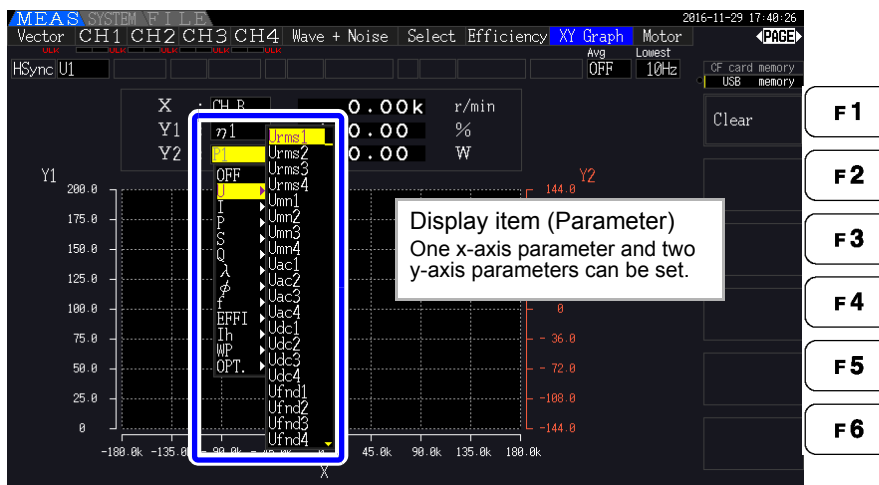 MEAS SYSTEM FILE 2016-11-29 17:40:26
Vector CH1 CH2 CH3 CH4 Wave + Noise Select Efficiency XY Graph Motor PAGE
Avg Lowest
HSync U1 OFF 10Hz
CF card memory
USB memory
X : CH B 0.00k r/min
Y1 : η1 0.00 %
Y2 P1 0.00 W
Clear
F1
F2
F3
F4
F5
F6
OFF
U
I
P
S
Q
λ
φ
f
EFFI
Ih
WP
OPT.
Urms1
Urms2
Urms3
Urms4
Umn1
Umn2
Umn3
Umn4
Uac1
Uac2
Uac3
Uac4
Udc1
Udc2
Udc3
Udc4
Ufnd1
Ufnd2
Ufnd3
Ufnd4
Display item (Parameter)
One x-axis parameter and two
y-axis parameters can be set.
Y1
200.0
175.0
150.0
125.0
100.0
75.0
50.0
25.0
0
Y2
144.0
0
- 36.0
- 72.0
-108.0
-144.0
-180.0k 45.0k 90.0k 135.0k 180.0k
X